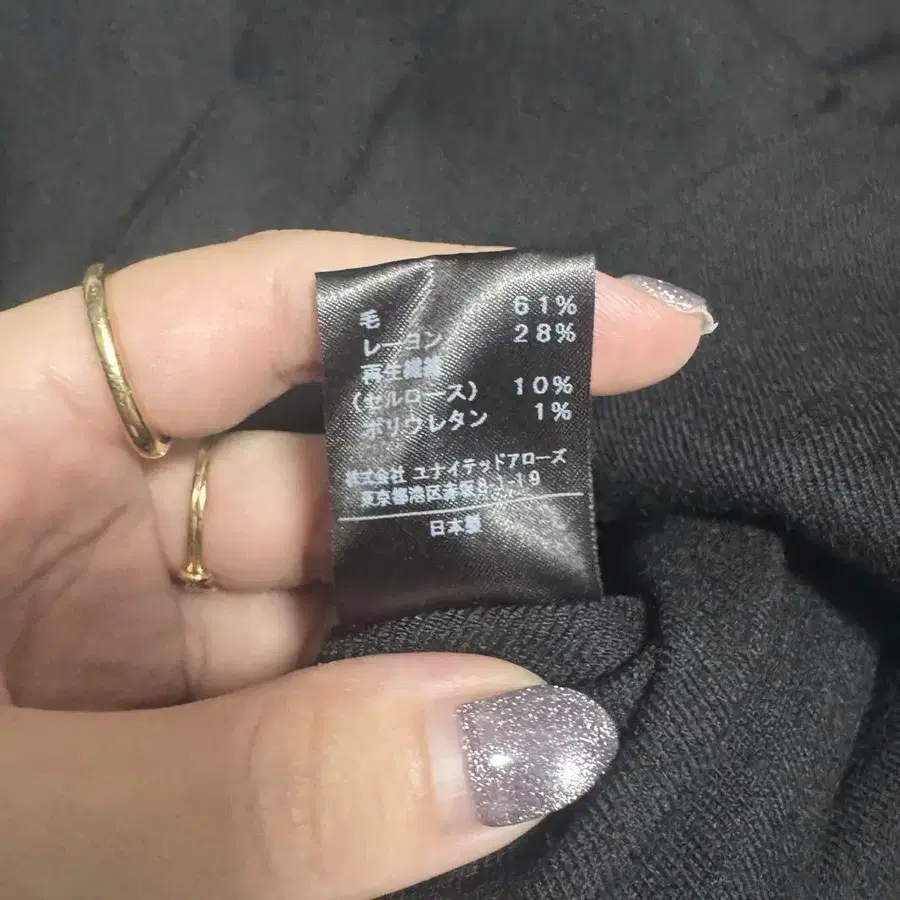 毛 61%
レーヨン 28%
再生繊維
(セルロース) 10%
ポリウレタン 1%
株式会社 ユナイテッドアローズ
東京都港区赤坂8-1-19
日本製